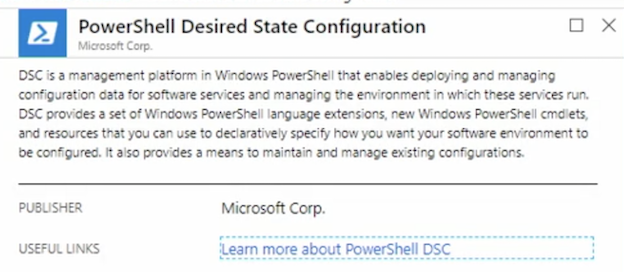 PowerShell Desired State Configuration
Microsoft Corp.
DSC is a management platform in Windows PowerShell that enables deploying and managing
configuration data for software services and managing the environment in which these services run.
DSC provides a set of Windows PowerShell language extensions, new Windows PowerShell cmdlets,
and resources that you can use to declaratively specify how you want your software environment to
be configured. It also provides a means to maintain and manage existing configurations.
PUBLISHER Microsoft Corp.
USEFUL LINKS Learn more about PowerShell DSC